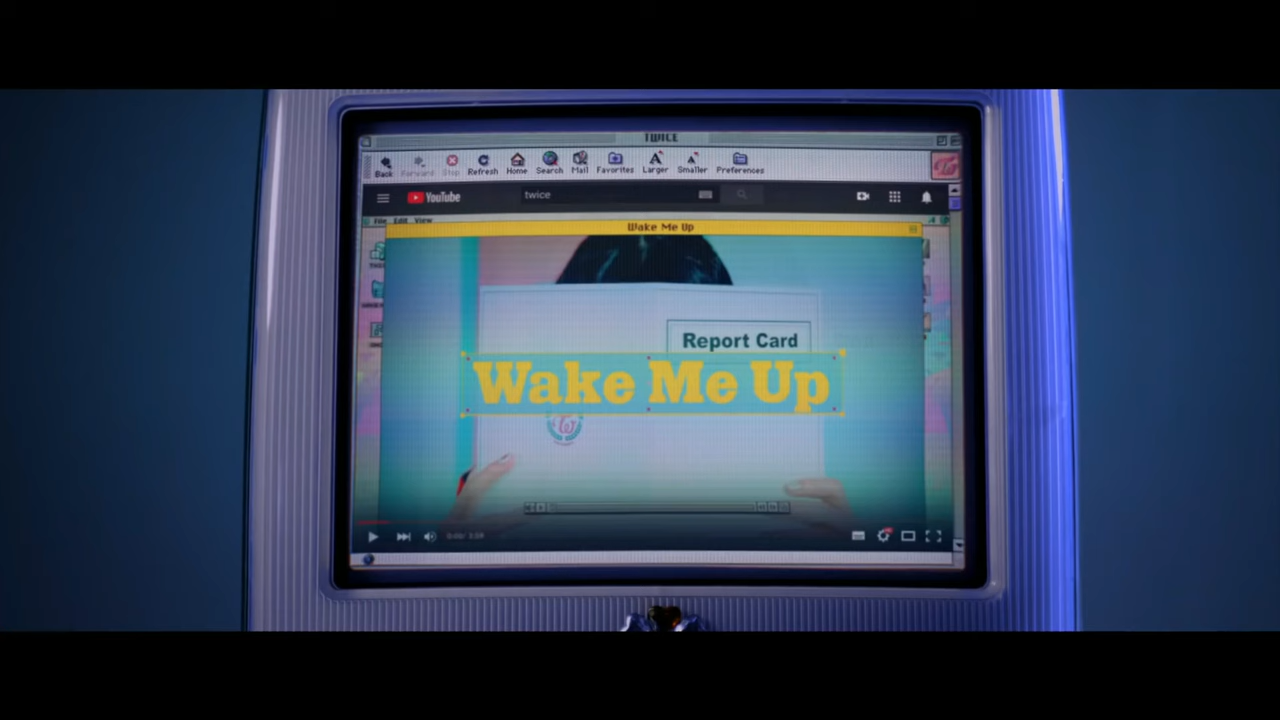 TWICE
Back Forward Stop Refresh Home Search Mail Favorites Larger Smaller Preferences
YouTube twice
File Edit View
Wake Me Up
Report Card
Wake Me Up